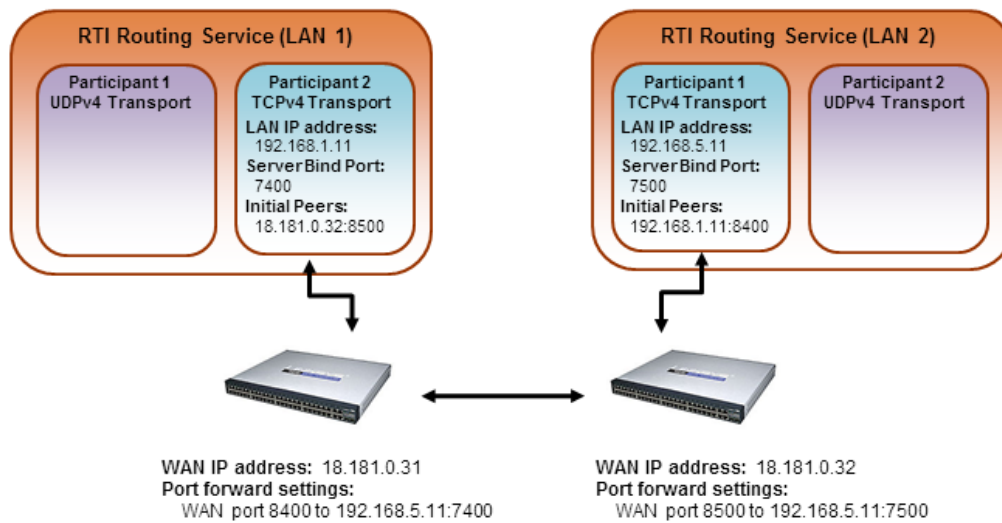 RTI Routing Service (LAN 1)
Participant 1
UDPv4 Transport
Participant 2
TCPv4 Transport
LAN IP address:
192.168.1.11
Server Bind Port:
7400
Initial Peers:
18.181.0.32:8500
RTI Routing Service (LAN 2)
Participant 1
TCPv4 Transport
LAN IP address:
192.168.5.11
Server Bind Port:
7500
Initial Peers:
192.168.1.11:8400
Participant 2
UDPv4 Transport
WAN IP address: 18.181.0.31
Port forward settings:
WAN port 8400 to 192.168.5.11:7400
WAN IP address: 18.181.0.32
Port forward settings:
WAN port 8500 to 192.168.5.11:7500